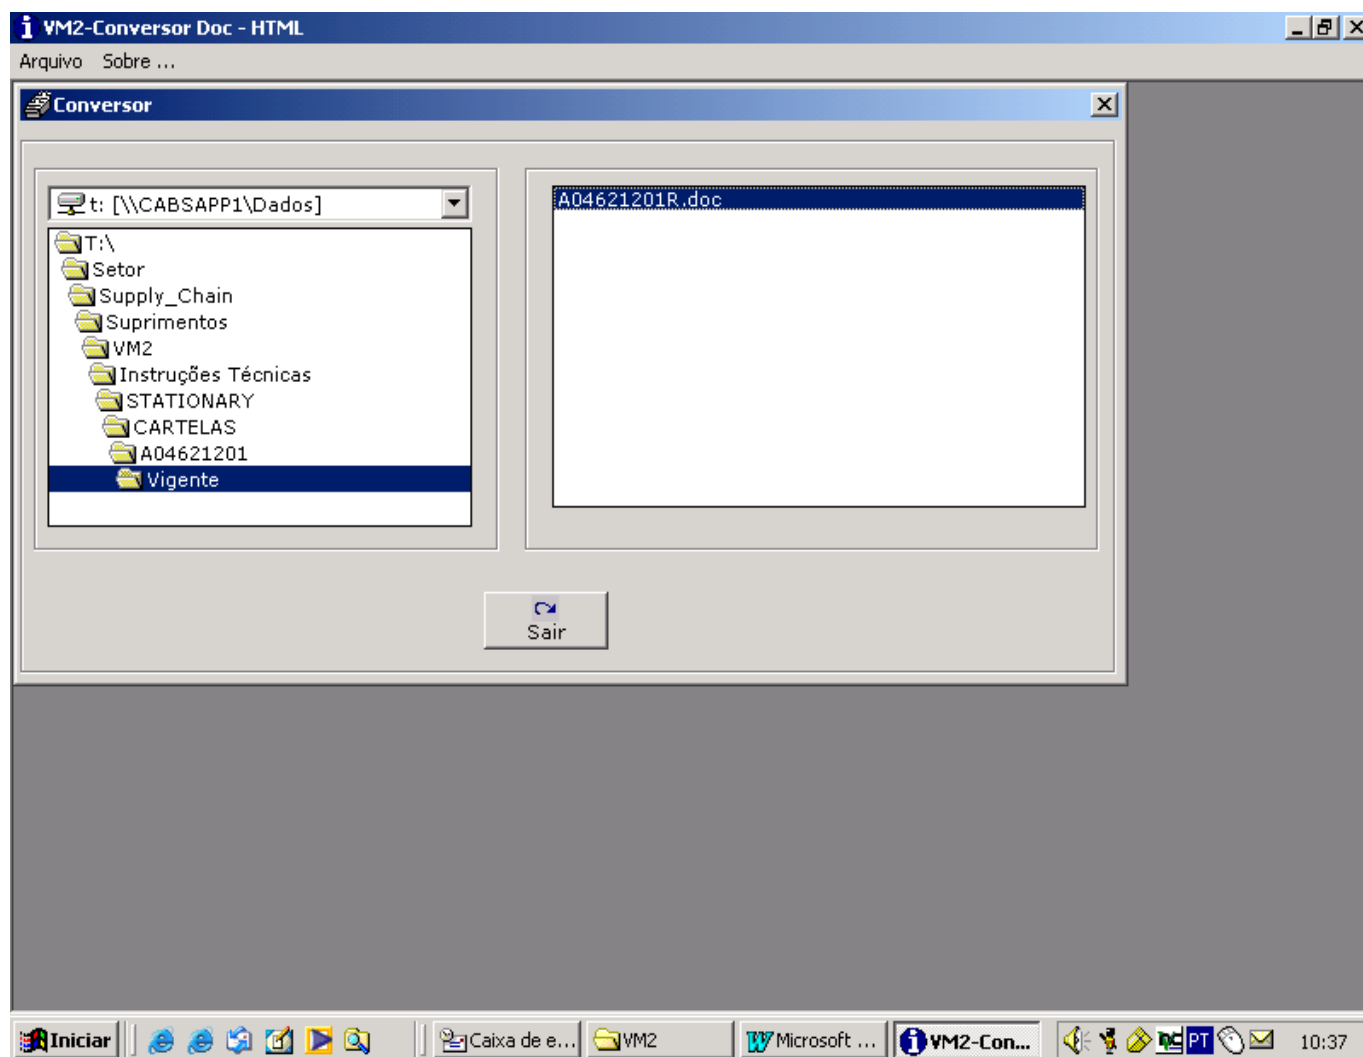 VM2-Conversor Doc - HTML
Arquivo Sobre ...
Conversor
t: [\\CABSAPP1\Dados]
T:\
Setor
Supply_Chain
Suprimentos
VM2
Instruções Técnicas
STATIONARY
CARTELAS
A04621201
Vigente
A04621201R.doc
Sair
Iniciar
Caixa de e...
VM2
Microsoft ...
VM2-Con...
PT
10:37